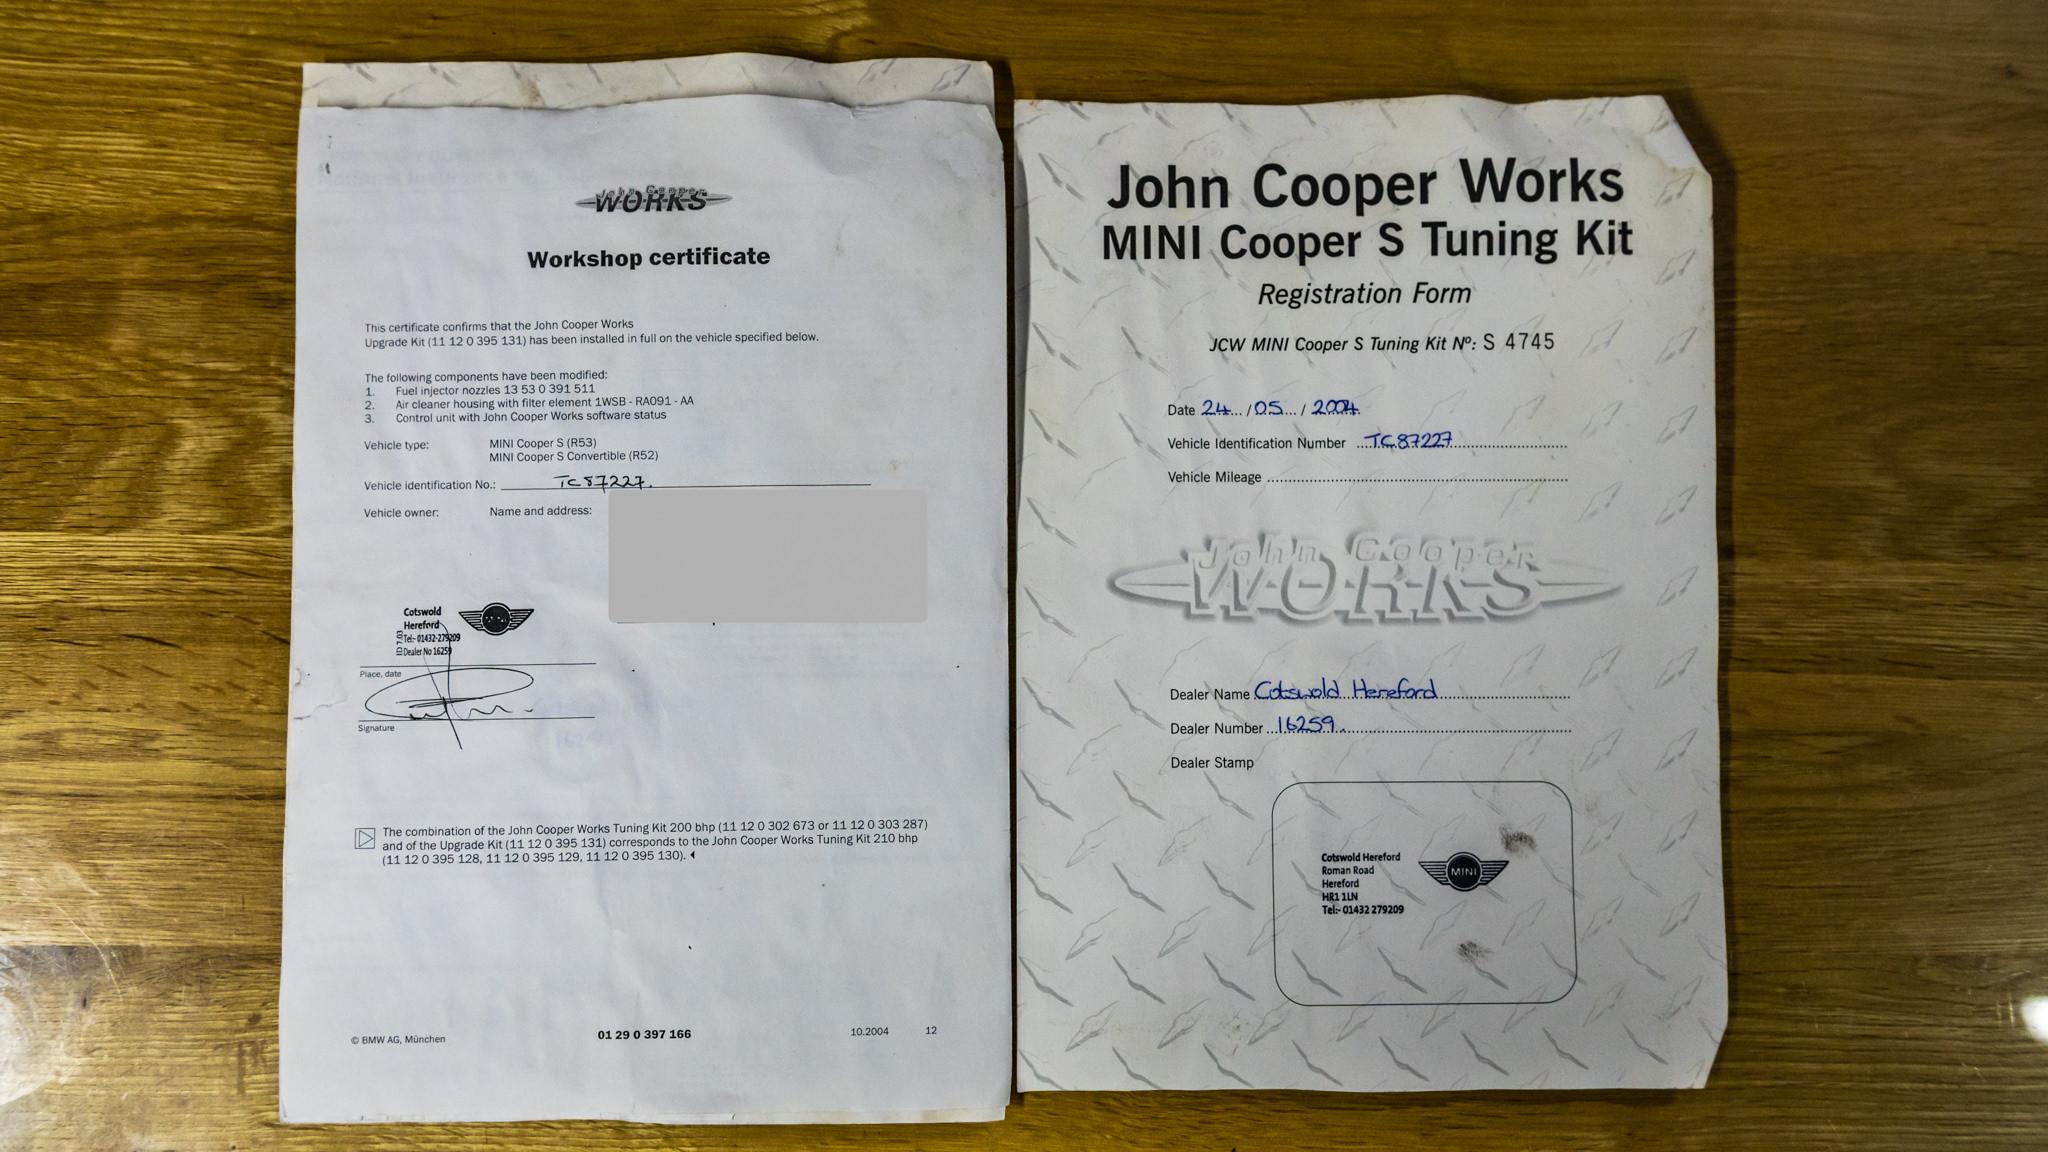 John Cooper
WORKS
Workshop certificate
This certificate confirms that the John Cooper Works
Upgrade Kit (11 12 0 395 131) has been installed in full on the vehicle specified below.
The following components have been modified:
1. Fuel injector nozzles 13 53 0 391 511
2. Air cleaner housing with filter element 1WSB - RA091 - AA
3. Control unit with John Cooper Works software status
Vehicle type: MINI Cooper S (R53)
MINI Cooper S Convertible (R52)
Vehicle identification No.: TC87227.
Vehicle owner: Name and address:
Cotswold
Hereford
Tel:- 01432-279209
Dealer No 16259
Place, date
Signature
The combination of the John Cooper Works Tuning Kit 200 bhp (11 12 0 302 673 or 11 12 0 303 287)
and of the Upgrade Kit (11 12 0 395 131) corresponds to the John Cooper Works Tuning Kit 210 bhp
(11 12 0 395 128, 11 12 0 395 129, 11 12 0 395 130).
© BMW AG, München 01 29 0 397 166 10.2004 12
John Cooper Works
MINI Cooper S Tuning Kit
Registration Form
JCW MINI Cooper S Tuning Kit Nº: S 4745
Date 24 / 05 / 2004
Vehicle Identification Number TC87227
Vehicle Mileage
John Cooper
WORKS
Dealer Name Cotswold Hereford
Dealer Number 16259.
Dealer Stamp
Cotswold Hereford
Roman Road
Hereford
HR1 1LN
Tel:- 01432 279209
MINI